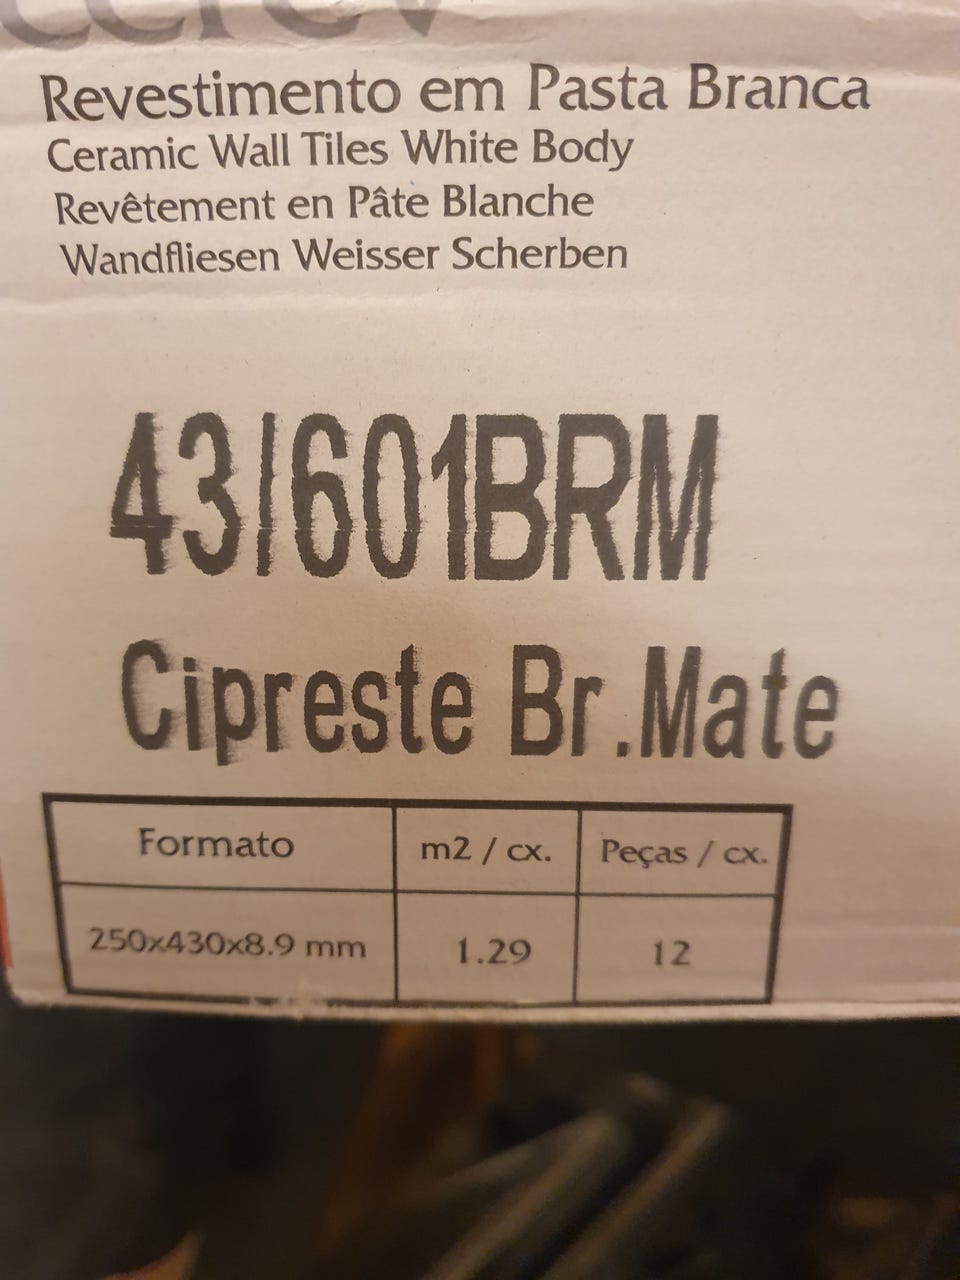 Revestimento em Pasta Branca
Ceramic Wall Tiles White Body
Revêtement en Pâte Blanche
Wandfliesen Weisser Scherben
43/601BRM
Cipreste Br.Mate
Formato m2 / cx. Peças / cx.
250x430x8.9 mm 1.29 12